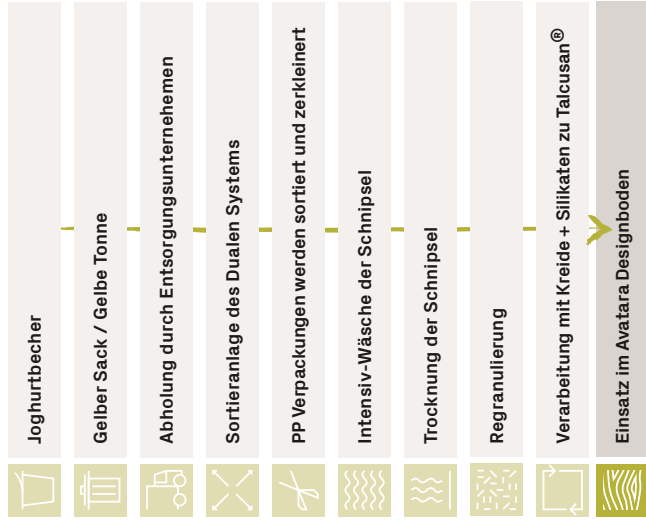 Joghurtbecher
Gelber Sack / Gelbe Tonne
Abholung durch Entsorgungsunternehemen
Sortieranlage des Dualen Systems
PP Verpackungen werden sortiert und zerkleinert
Intensiv-Wäsche der Schnipsel
Trocknung der Schnipsel
Regranulierung
Verarbeitung mit Kreide + Silikaten zu Talcusan®
Einsatz im Avatara Designboden